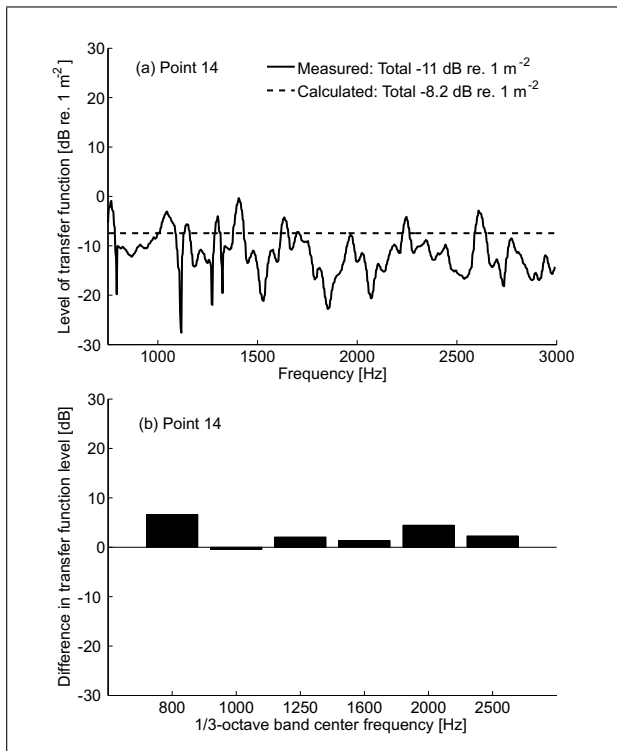 30
(a) Point 14
Measured: Total -11 dB re. 1 m⁻²
Calculated: Total -8.2 dB re. 1 m⁻²
20
10
0
-10
-20
-30
Level of transfer function [dB re. 1 m⁻²]
1000 1500 2000 2500 3000
Frequency [Hz]
30
(b) Point 14
20
10
0
-10
-20
-30
Difference in transfer function level [dB]
800 1000 1250 1600 2000 2500
1/3-octave band center frequency [Hz]